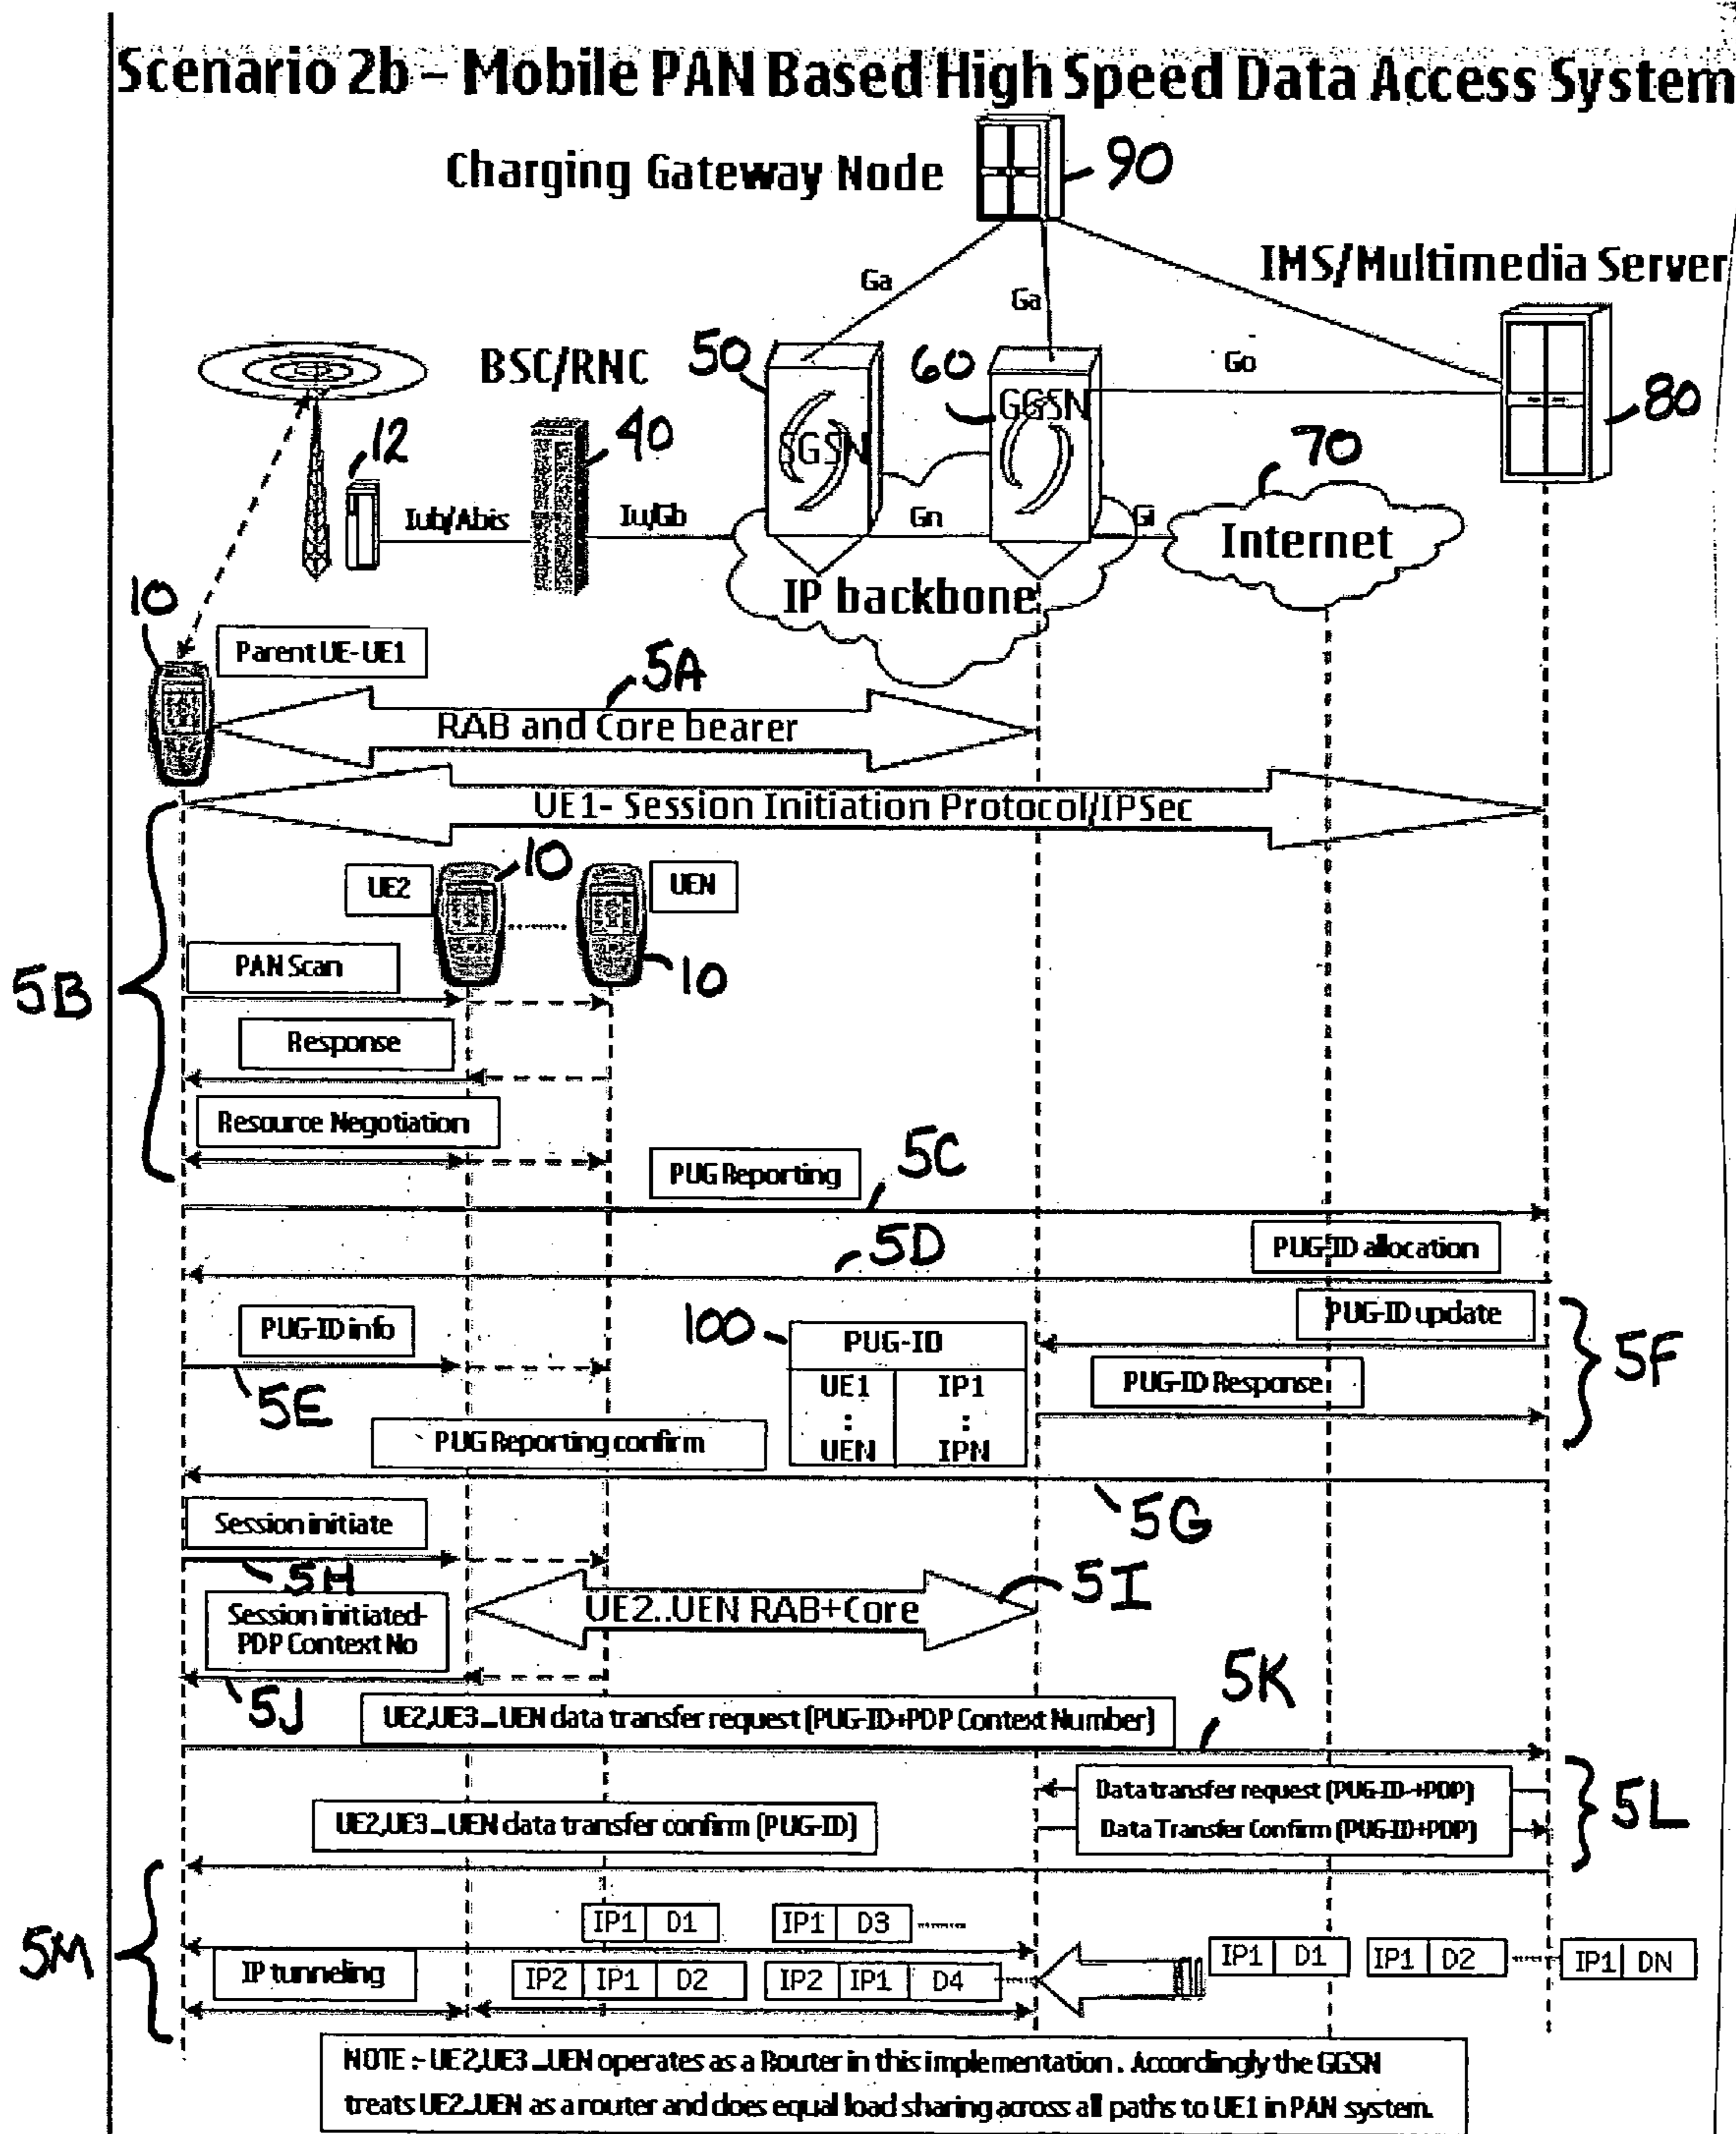 Scenario 2b – Mobile PAN Based High Speed Data Access System
Charging Gateway Node
90
IMS/Multimedia Server
Ga
Ga
50
60
Go
BSC/RNC
GGSN
80
12
40
SGSN
70
Iub/Abis
Iu/Gb
Gn
Gi
Internet
IP backbone
10
Parent UE-UE1
5A
RAB and Core bearer
UE1- Session Initiation Protocol/IPSec
10
UE2
UEN
PAN Scan
10
5B
Response
Resource Negotiation
PUG Reporting
5C
5D
PUG-ID allocation
PUG-ID info
100
PUG-ID
PUG-ID update
UE1 IP1
: :
UEN IPN
PUG-ID Response
5F
5E
PUG Reporting confirm
5G
Session initiate
5H
5I
UE2..UEN RAB+Core
Session initiated-
PDP Context No
5J
5K
UE2,UE3...UEN data transfer request (PUG-ID+PDP Context Number)
Data transfer request (PUG-ID+PDP)
Data Transfer Confirm (PUG-ID+PDP)
5L
UE2,UE3...UEN data transfer confirm (PUG-ID)
5M
IP1 D1 IP1 D3
IP tunneling
IP2 IP1 D2 IP2 IP1 D4
IP1 D1 IP1 D2 IP1 DN
NOTE :- UE2,UE3...UEN operates as a Router in this implementation. Accordingly the GGSN
treats UE2..UEN as a router and does equal load sharing across all paths to UE1 in PAN system.